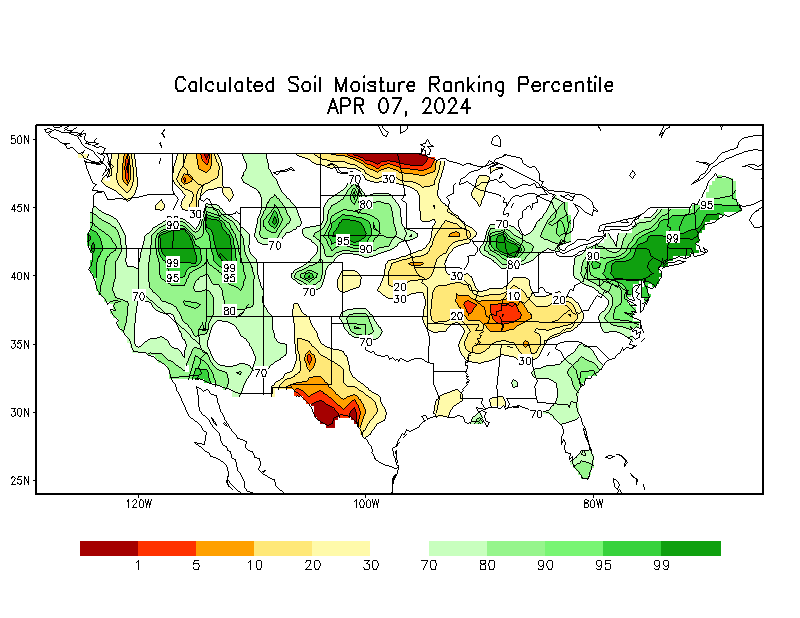 Calculated Soil Moisture Ranking Percentile
APR 07, 2024
50N
45N
40N
35N
30N
25N
120W 100W 80W
70 30 80 95 90 70
30 90 99 95 99 95 80 70
70 70 70 70
70 80 90 99 95
30 20 30 20 10 20 30
70
1 5 10 20 30 70 80 90 95 99